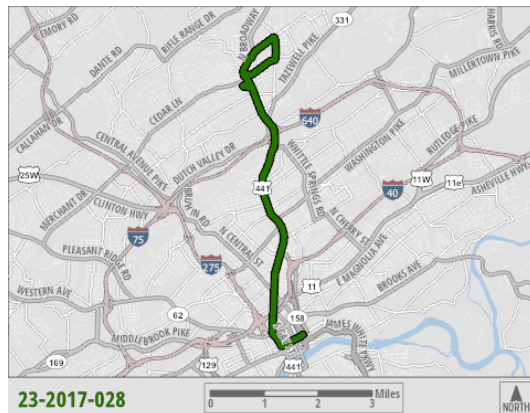 E EMORY RD
RIFLE RANGE DR
N BROADWAY
331
HARRIS RD
DANTE RD
TAZEWELL PIKE
MILLERTOWN PIKE
CALLAHAN DR
CEDAR LN
640
WASHINGTON PIKE
RUTLEDGE PIKE
CENTRAL AVENUE PIKE
DUTCH VALLEY DR
WHITTLE SPRINGS RD
25W
441
11W
11E
ASHEVILLE HWY
MERCHANT DR
CLINTON HWY
BRUHIN RD
40
75
N CENTRAL ST
N CHERRY ST
PLEASANT RIDGE RD
275
E MAGNOLIA AVE
WESTERN AVE
11
BROOKS AVE
62
158
MIDDLEBROOK PIKE
JAMES WHITE PKWY
169
129
441
23-2017-028
Miles
0 1 2 3
NORTH